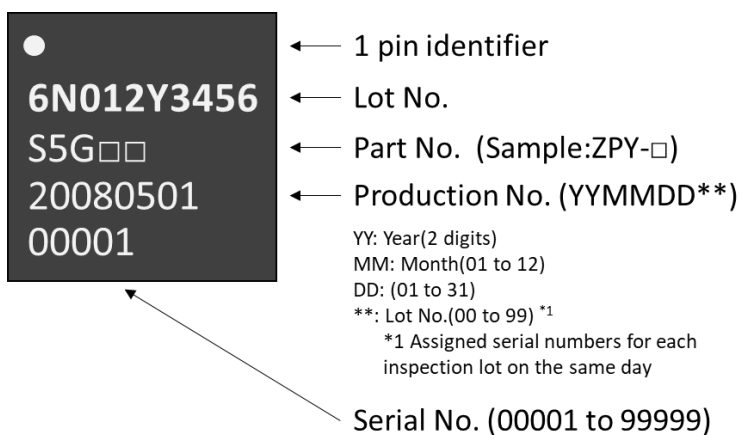 6N012Y3456
S5G□□
20080501
00001
1 pin identifier
Lot No.
Part No. (Sample:ZPY-□)
Production No. (YYMMDD**)
YY: Year(2 digits)
MM: Month(01 to 12)
DD: (01 to 31)
**: Lot No.(00 to 99) *1
*1 Assigned serial numbers for each
inspection lot on the same day
Serial No. (00001 to 99999)